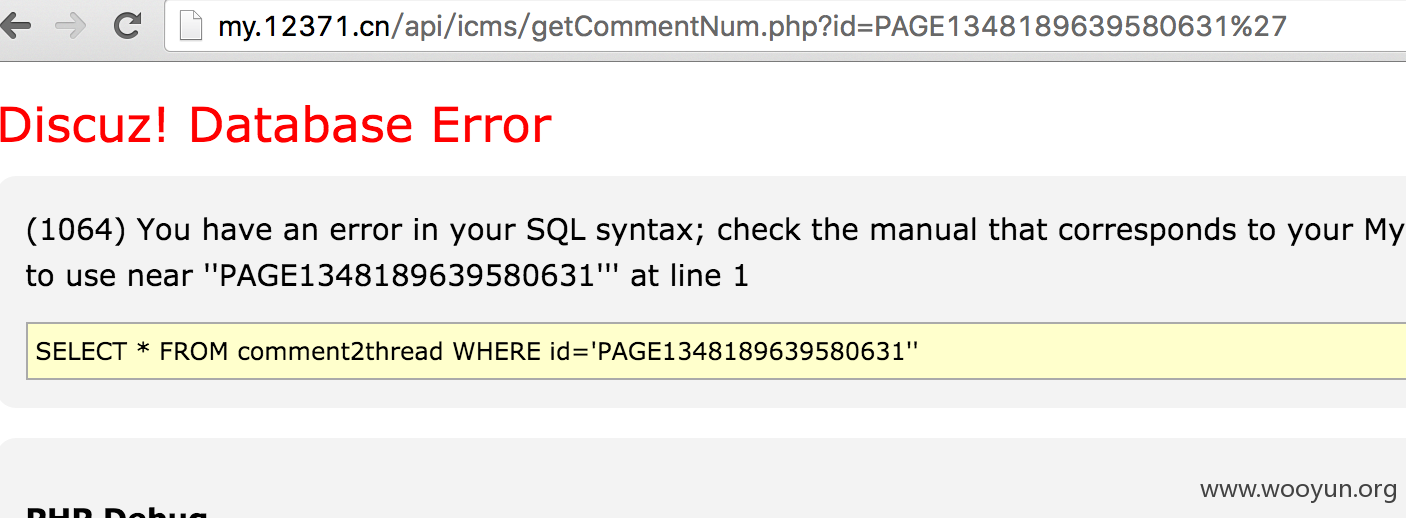 my.12371.cn/api/icms/getCommentNum.php?id=PAGE1348189639580631%27
Discuz! Database Error
(1064) You have an error in your SQL syntax; check the manual that corresponds to your My
to use near ''PAGE1348189639580631''' at line 1
SELECT * FROM comment2thread WHERE id='PAGE1348189639580631''
www.wooyun.org
PHP Debug